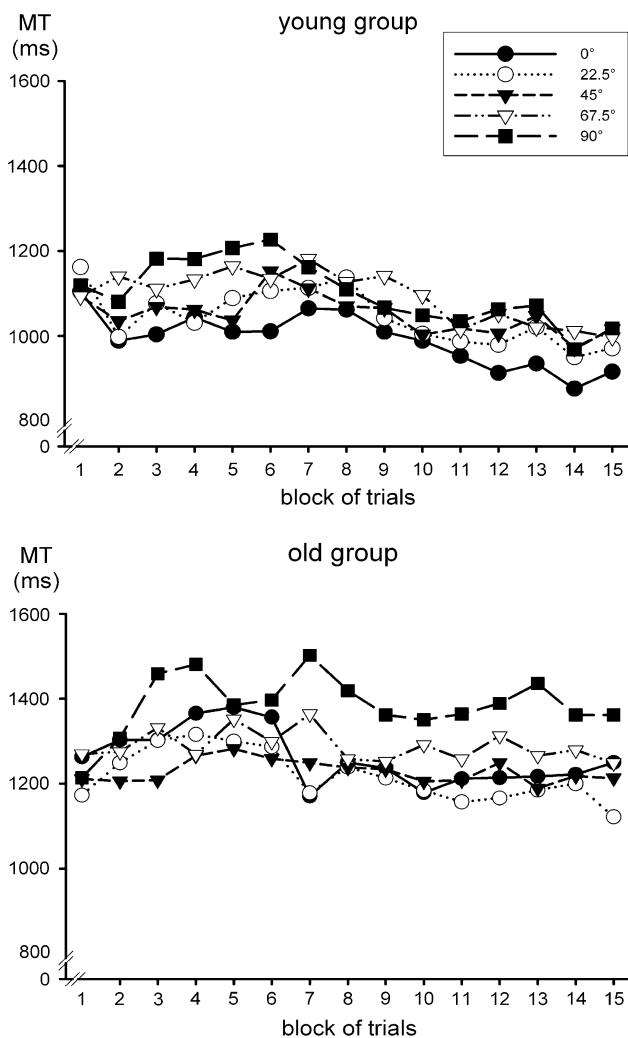 young group
MT
(ms)
0°
22.5°
45°
67.5°
90°
1600
1400
1200
1000
800
0
1 2 3 4 5 6 7 8 9 10 11 12 13 14 15
block of trials
old group
MT
(ms)
1600
1400
1200
1000
800
0
1 2 3 4 5 6 7 8 9 10 11 12 13 14 15
block of trials